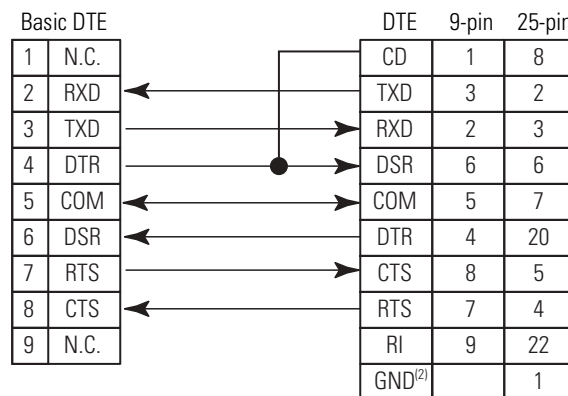 Basic DTE DTE 9-pin 25-pin
1 N.C. CD 1 8
2 RXD TXD 3 2
3 TXD RXD 2 3
4 DTR DSR 6 6
5 COM COM 5 7
6 DSR DTR 4 20
7 RTS CTS 8 5
8 CTS RTS 7 4
9 N.C. RI 9 22
GND(2) 1